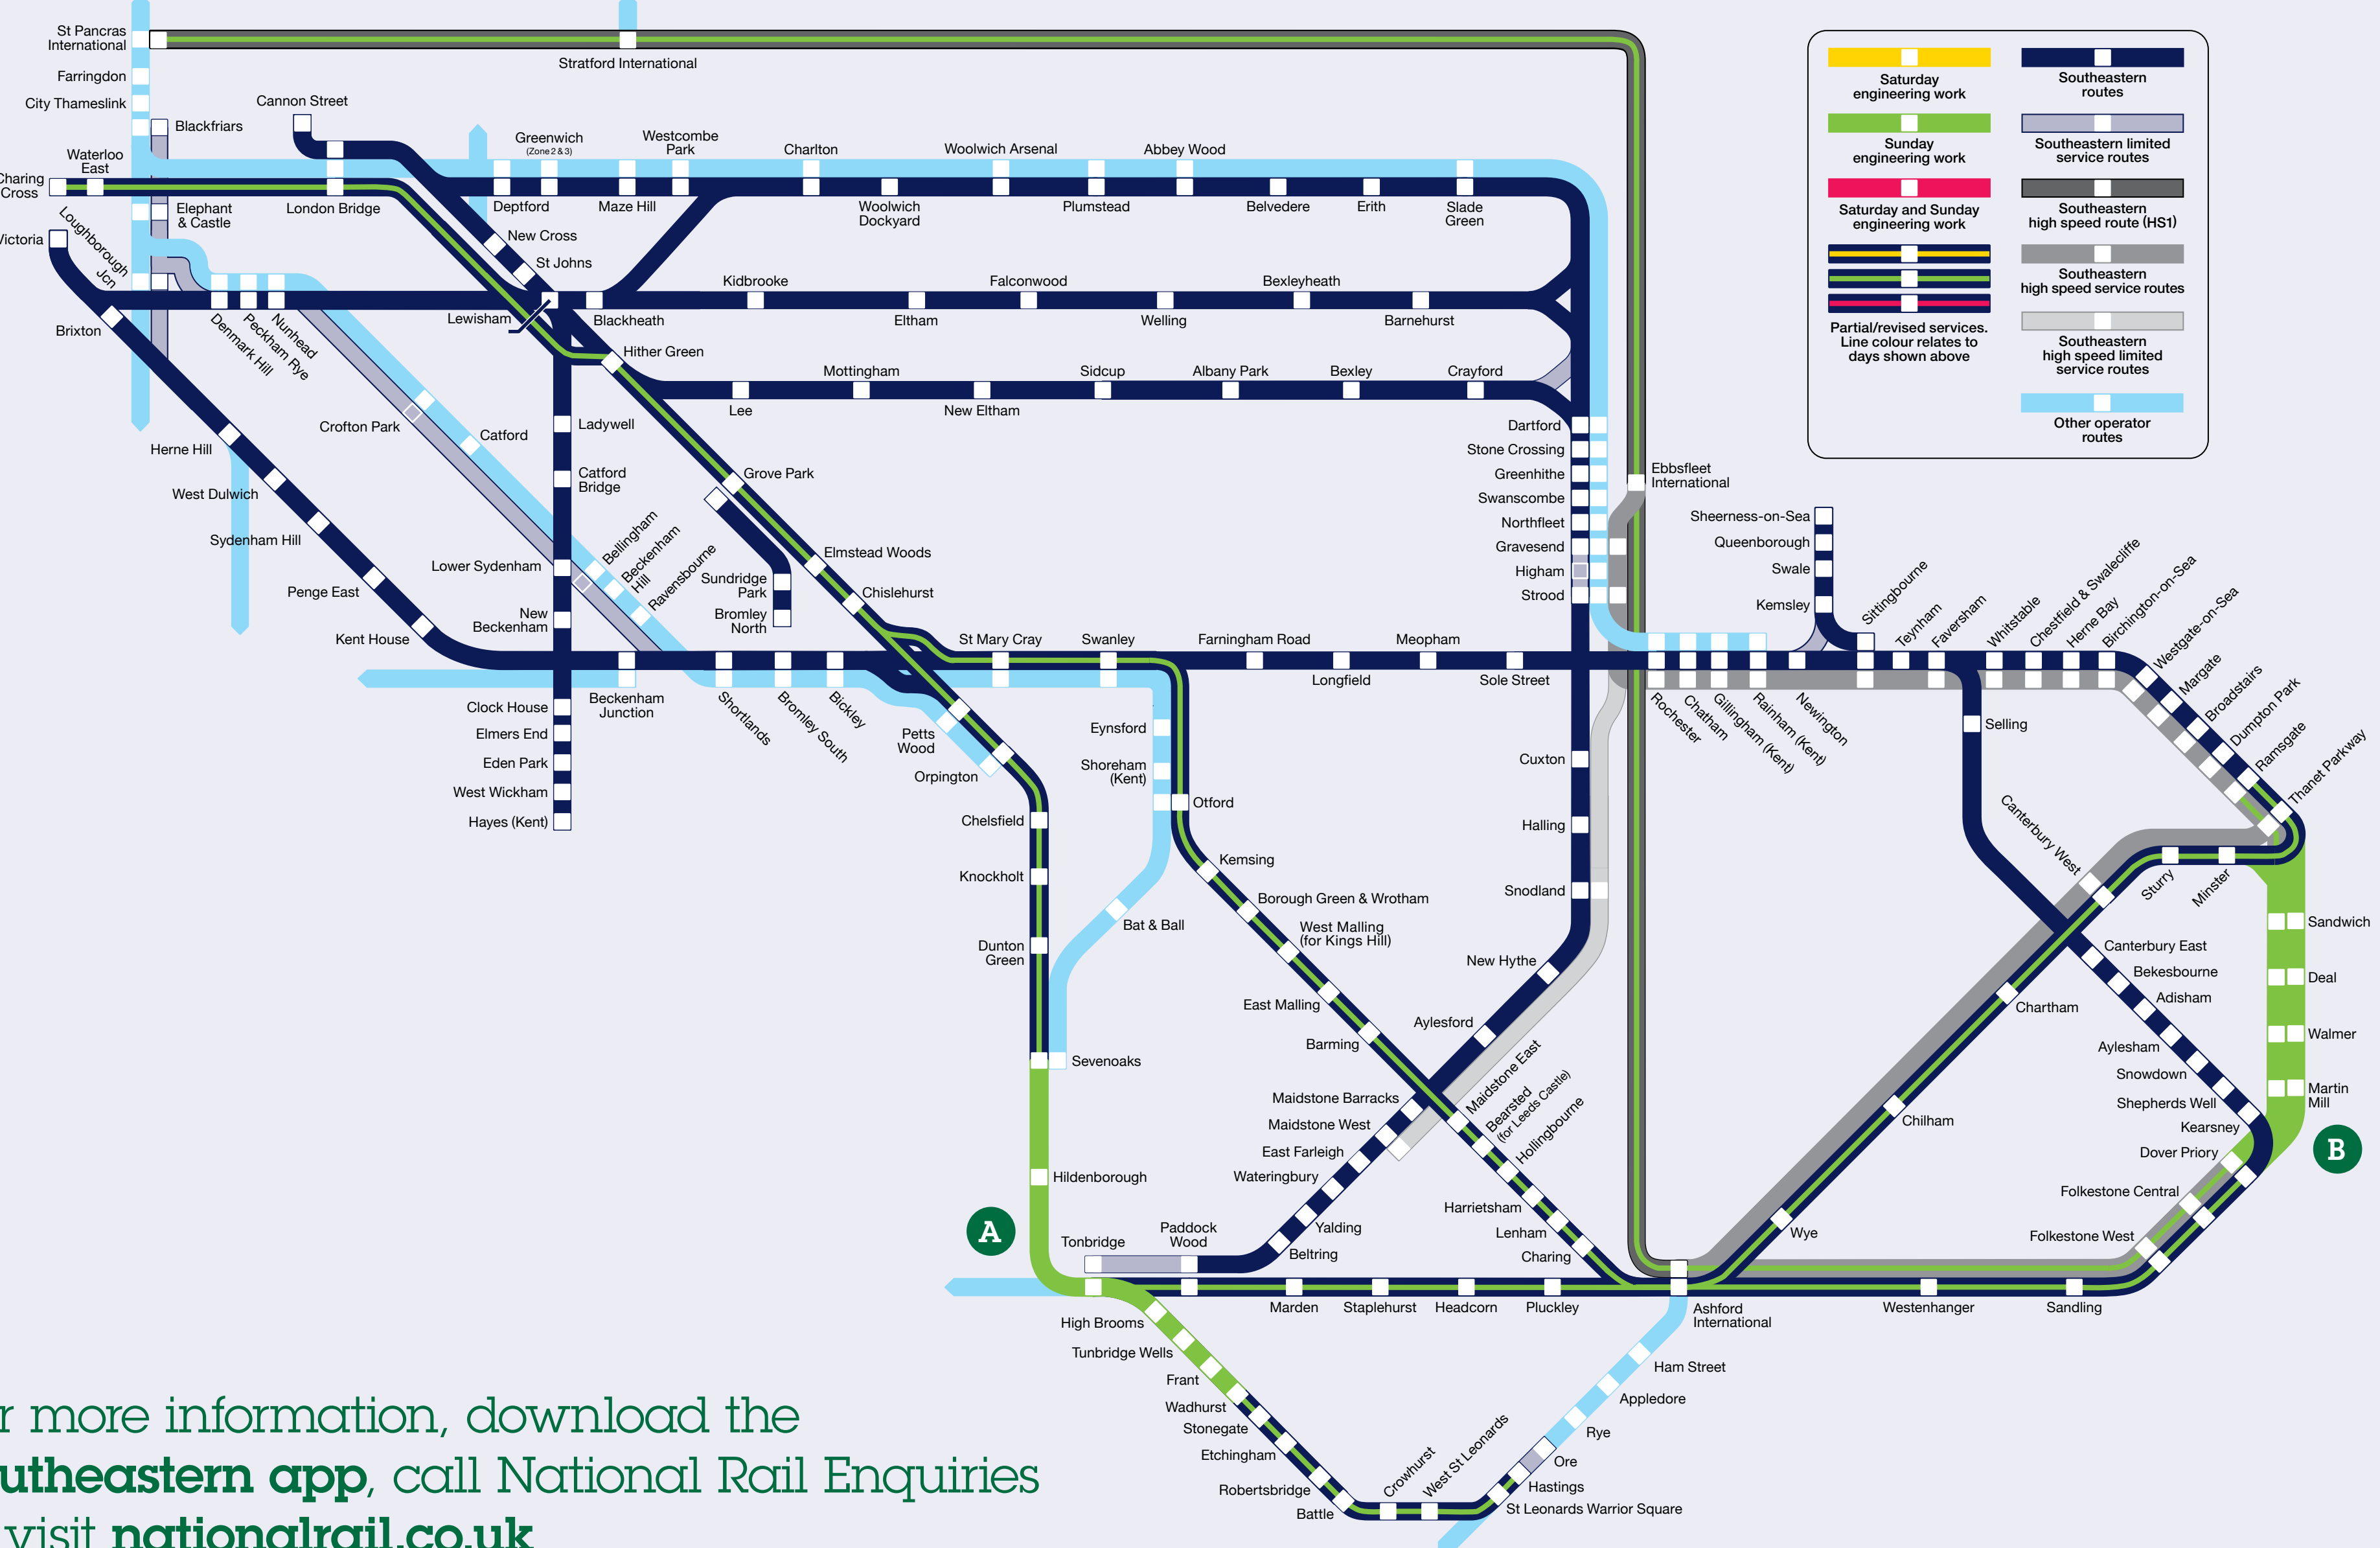 St Pancras
International
Stratford International
Farringdon
City Thameslink
Blackfriars
Cannon Street
Waterloo
East
Charing
Cross
Elephant
& Castle
London Bridge
Victoria
Loughborough
Jcn
Brixton
Denmark Hill
Peckham Rye
Nunhead
Greenwich
(Zone 2 & 3)
Westcombe
Park
Charlton
Woolwich Arsenal
Abbey Wood
Deptford
Maze Hill
Woolwich
Dockyard
Plumstead
Belvedere
Erith
Slade
Green
New Cross
St Johns
Lewisham
Blackheath
Kidbrooke
Eltham
Falconwood
Welling
Bexleyheath
Barnehurst
Hither Green
Lee
Mottingham
New Eltham
Sidcup
Albany Park
Bexley
Crayford
Crofton Park
Catford
Ladywell
Catford
Bridge
Herne Hill
West Dulwich
Sydenham Hill
Penge East
Kent House
Lower Sydenham
New
Beckenham
Bellingham
Beckenham
Hill
Ravensbourne
Grove Park
Sundridge
Park
Bromley
North
Elmstead Woods
Chislehurst
Beckenham
Junction
Shortlands
Bromley South
Bickley
Clock House
Elmers End
Eden Park
West Wickham
Hayes (Kent)
Petts
Wood
Orpington
St Mary Cray
Swanley
Farningham Road
Longfield
Meopham
Sole Street
Dartford
Stone Crossing
Greenhithe
Swanscombe
Northfleet
Gravesend
Higham
Strood
Ebbsfleet
International
Sheerness-on-Sea
Queenborough
Swale
Kemsley
Sittingbourne
Teynham
Faversham
Whitstable
Chestfield & Swalecliffe
Herne Bay
Birchington-on-Sea
Westgate-on-Sea
Margate
Broadstairs
Dumpton Park
Ramsgate
Thanet Parkway
Rochester
Chatham
Gillingham (Kent)
Rainham (Kent)
Newington
Selling
Eynsford
Shoreham
(Kent)
Otford
Bat & Ball
Chelsfield
Knockholt
Dunton
Green
Sevenoaks
Hildenborough
Kemsing
Borough Green & Wrotham
West Malling
(for Kings Hill)
East Malling
Barming
Maidstone East
Bearsted
(for Leeds Castle)
Hollingbourne
Harrietsham
Lenham
Charing
Cuxton
Halling
Snodland
New Hythe
Aylesford
Maidstone Barracks
Maidstone West
East Farleigh
Wateringbury
Yalding
Beltring
Canterbury West
Sturry
Minster
Sandwich
Deal
Walmer
Martin
Mill
Canterbury East
Bekesbourne
Adisham
Aylesham
Snowdown
Shepherds Well
Kearsney
Dover Priory
Folkestone Central
Folkestone West
Chartham
Chilham
Wye
A
B
Tonbridge
Paddock
Wood
Marden
Staplehurst
Headcorn
Pluckley
Ashford
International
Westenhanger
Sandling
High Brooms
Tunbridge Wells
Frant
Wadhurst
Stonegate
Etchingham
Robertsbridge
Battle
Crowhurst
West St Leonards
St Leonards Warrior Square
Hastings
Ore
Rye
Appledore
Ham Street
Saturday
engineering work
Sunday
engineering work
Saturday and Sunday
engineering work
Partial/revised services.
Line colour relates to
days shown above
Southeastern
routes
Southeastern limited
service routes
Southeastern
high speed route (HS1)
Southeastern
high speed service routes
Southeastern
high speed limited
service routes
Other operator
routes
r more information, download the
utheastern app, call National Rail Enquiries
visit nationalrail.co.uk